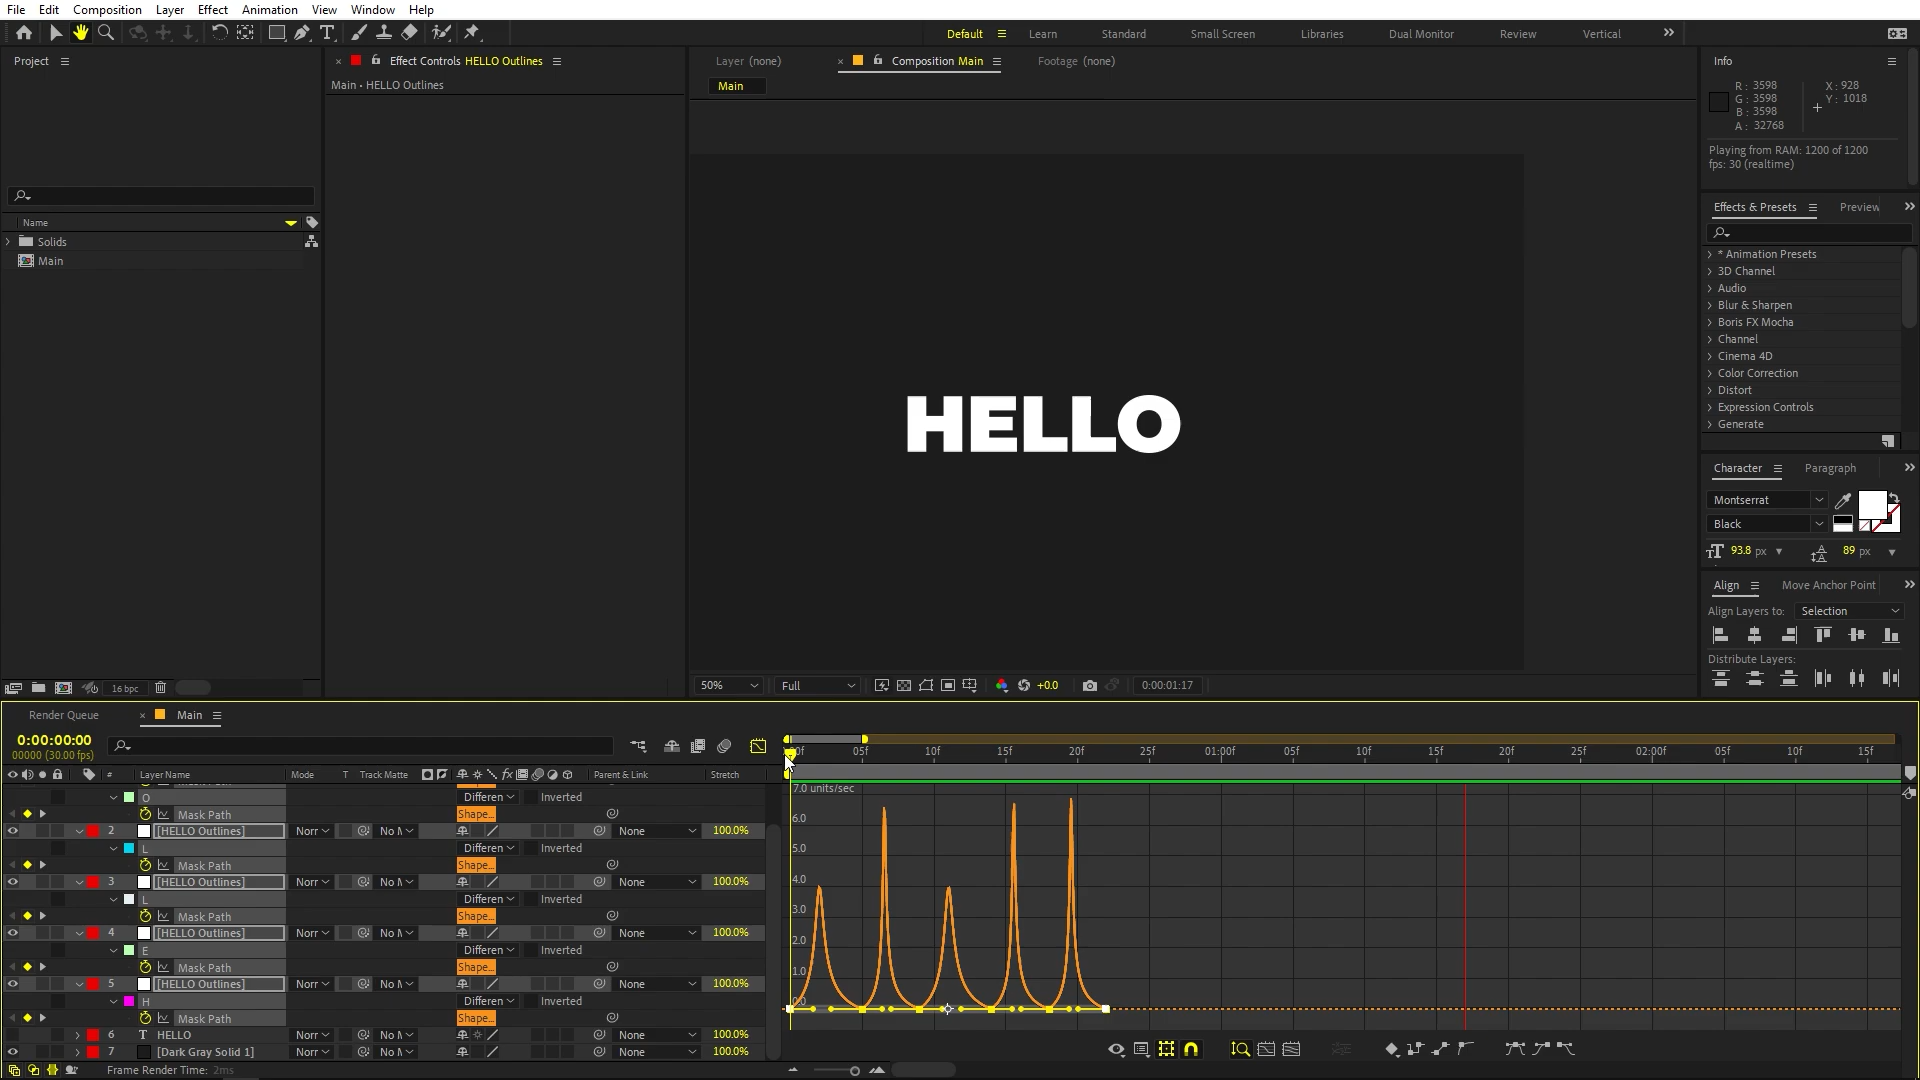 File Edit Composition Layer Effect Animation View Window Help
Default Learn Standard Small Screen Libraries Dual Monitor Review Vertical
Project
Effect Controls HELLO Outlines
Main • HELLO Outlines
Layer (none) Composition Main Footage (none)
Main
Info
R: 3598
G: 3598
B: 3598
A: 32768
X: 928
Y: 1018
Playing from RAM: 1200 of 1200
fps: 30 (realtime)
Name
Solids
Main
Effects & Presets Preview
* Animation Presets
3D Channel
Audio
Blur & Sharpen
Boris FX Mocha
Channel
Cinema 4D
Color Correction
Distort
Expression Controls
Generate
HELLO
Character Paragraph
Montserrat
Black
93.8 px 89 px
Align Move Anchor Point
Align Layers to: Selection
Distribute Layers:
16 bpc
50% Full +0.0 0:00:01:17
Render Queue Main
0:00:00:00
00000 (30.00 fps)
05f 10f 15f 20f 25f 01:00f 05f 10f 15f 20f 25f 02:00f 05f 10f 15f
# Layer Name Mode T Track Matte fx Parent & Link Stretch
7.0 units/sec
6.0
5.0
4.0
3.0
2.0
1.0
0.0
O Differen Inverted
Mask Path Shape...
2 [HELLO Outlines] Norr No M None 100.0%
L Differen Inverted
Mask Path Shape...
3 [HELLO Outlines] Norr No M None 100.0%
L Differen Inverted
Mask Path Shape...
4 [HELLO Outlines] Norr No M None 100.0%
E Differen Inverted
Mask Path Shape...
5 [HELLO Outlines] Norr No M None 100.0%
H Differen Inverted
Mask Path Shape...
6 T HELLO Norr No M None 100.0%
7 [Dark Gray Solid 1] Norr No M None 100.0%
Frame Render Time: 2ms